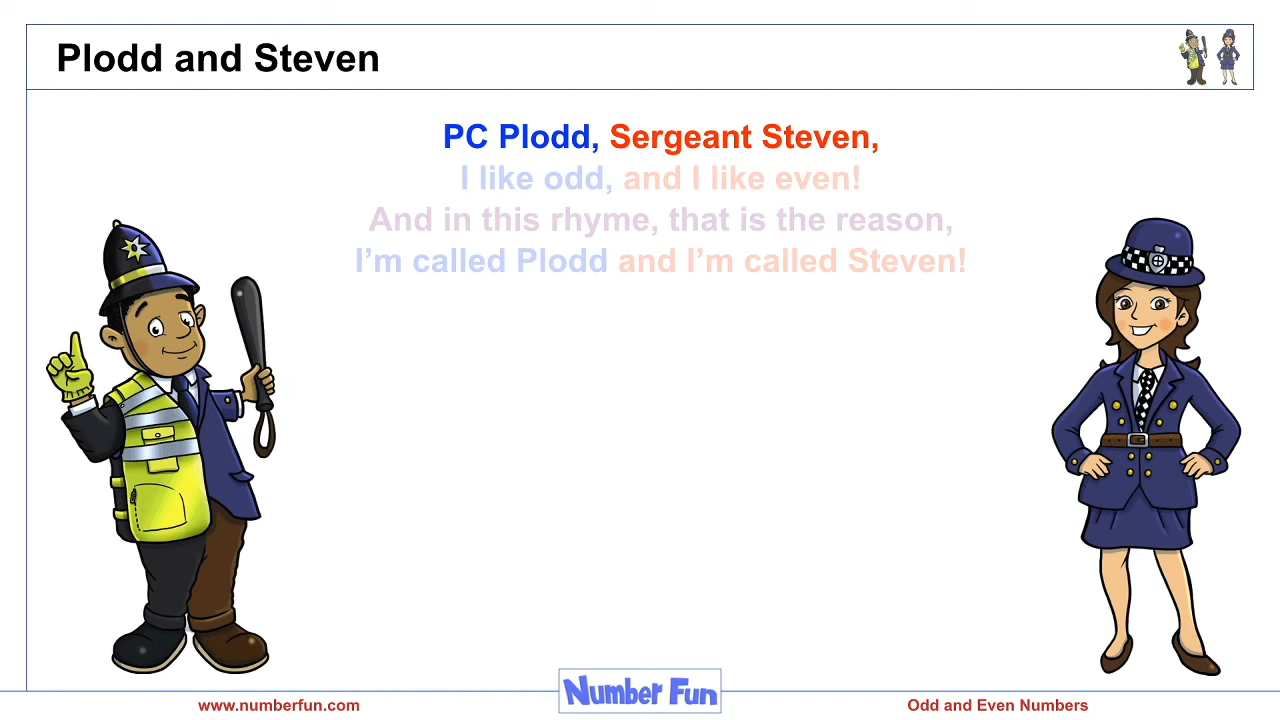 Plodd and Steven
PC Plodd, Sergeant Steven,
I like odd, and I like even!
And in this rhyme, that is the reason,
I’m called Plodd and I’m called Steven!
www.numberfun.com
Number Fun
Odd and Even Numbers